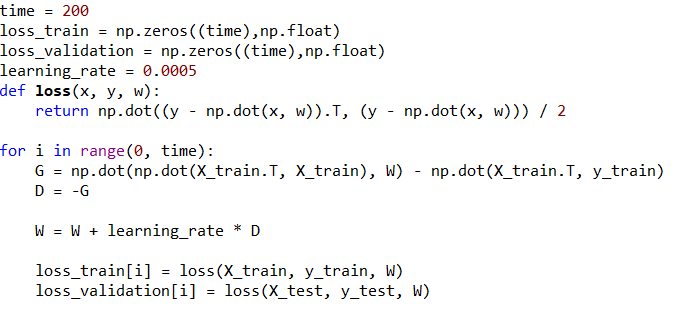 time = 200
loss_train = np.zeros((time),np.float)
loss_validation = np.zeros((time),np.float)
learning_rate = 0.0005
def loss(x, y, w):
    return np.dot((y - np.dot(x, w)).T, (y - np.dot(x, w))) / 2

for i in range(0, time):
    G = np.dot(np.dot(X_train.T, X_train), W) - np.dot(X_train.T, y_train)
    D = -G

    W = W + learning_rate * D

    loss_train[i] = loss(X_train, y_train, W)
    loss_validation[i] = loss(X_test, y_test, W)